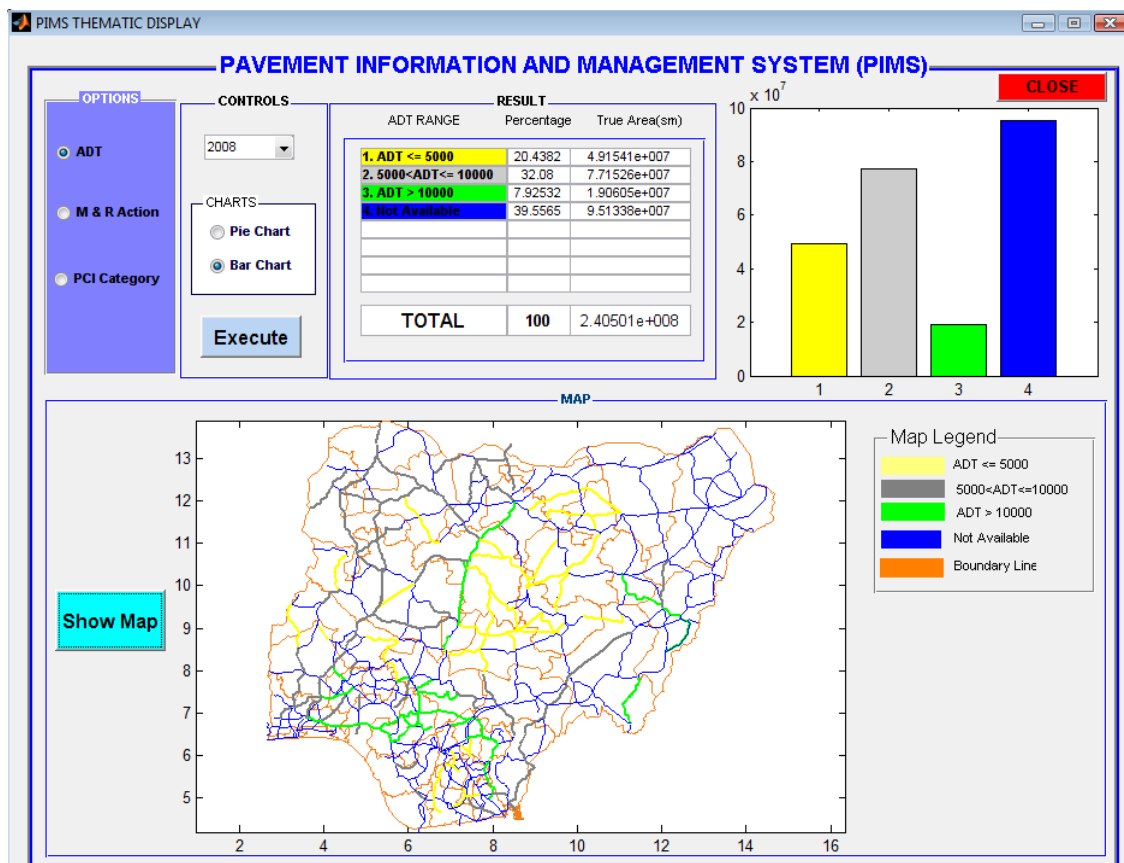 PIMS THEMATIC DISPLAY
PAVEMENT INFORMATION AND MANAGEMENT SYSTEM (PIMS)
CLOSE
OPTIONS
ADT
M & R Action
PCI Category
CONTROLS
2008
CHARTS
Pie Chart
Bar Chart
Execute
RESULT
ADT RANGE Percentage True Area(sm)
1. ADT <= 5000 20.4382 4.91541e+007
2. 5000<ADT<= 10000 32.08 7.71526e+007
3. ADT > 10000 7.92532 1.90605e+007
4. Not Available 39.5565 9.51338e+007
TOTAL 100 2.40501e+008
x 10^7
10
8
6
4
2
0
1 2 3 4
MAP
Show Map
13
12
11
10
9
8
7
6
5
2 4 6 8 10 12 14 16
Map Legend
ADT <= 5000
5000<ADT<=10000
ADT > 10000
Not Available
Boundary Line